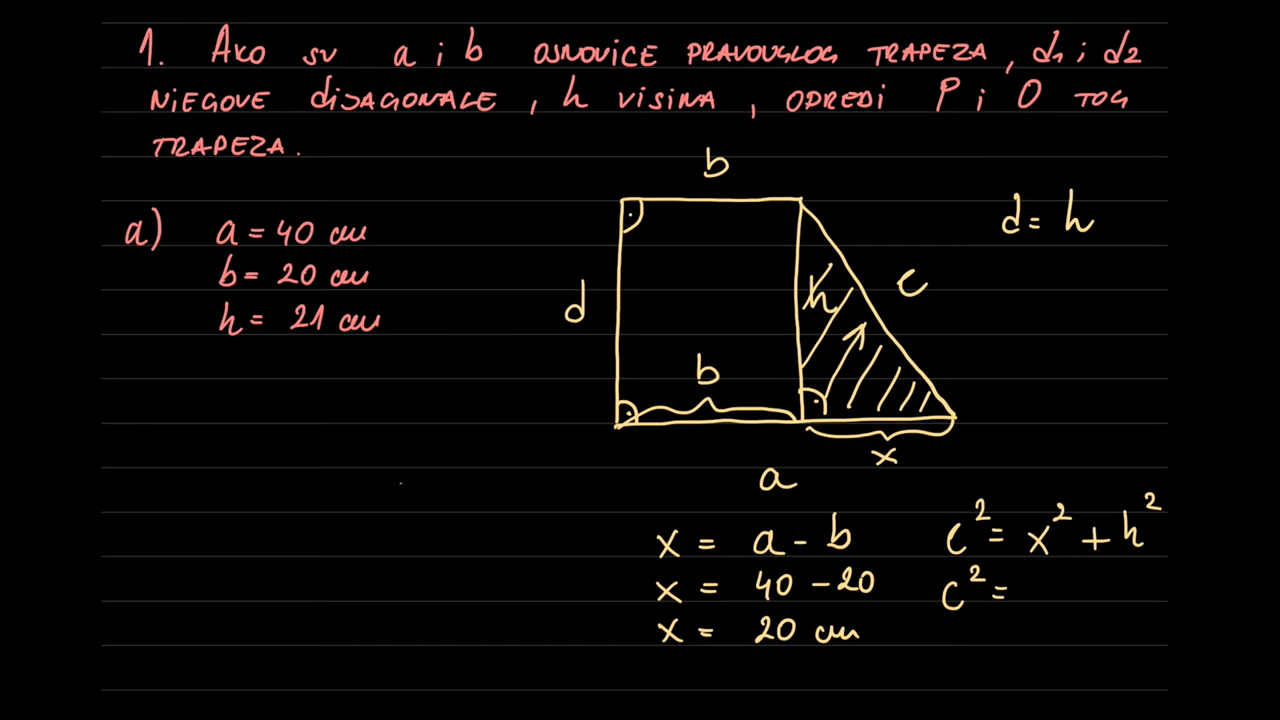 1. Ako su a i b OSNOVICE PRAVOUGLOG TRAPEZA, d1 i d2
NJEGOVE DIJAGONALE, h VISINA, ODREDI P i O TOG
TRAPEZA.
b
a) a = 40 cm
d = h
b = 20 cm
h = 21 cm
d
h
c
b
x
a
x = a - b
c² = x² + h²
x = 40 - 20
c² =
x = 20 cm